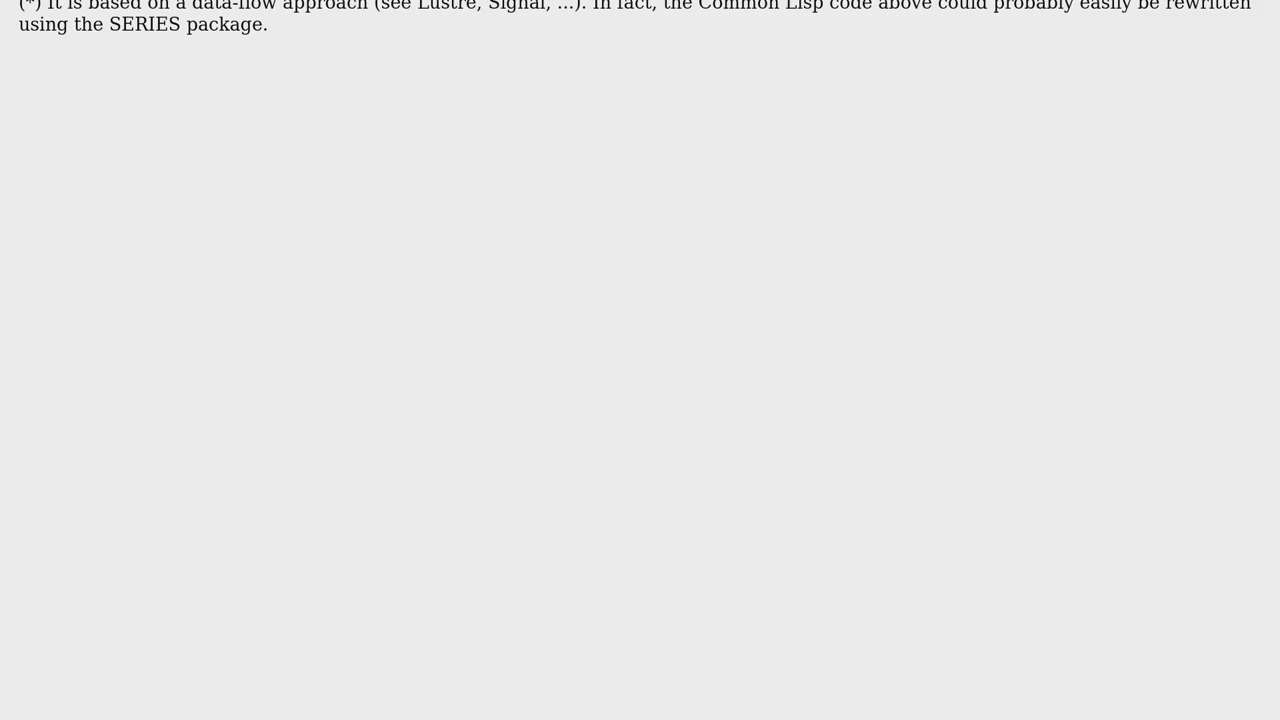 (*) It is based on a data-flow approach (see Lustre, Signal, ...). In fact, the Common Lisp code above could probably easily be rewritten
using the SERIES package.